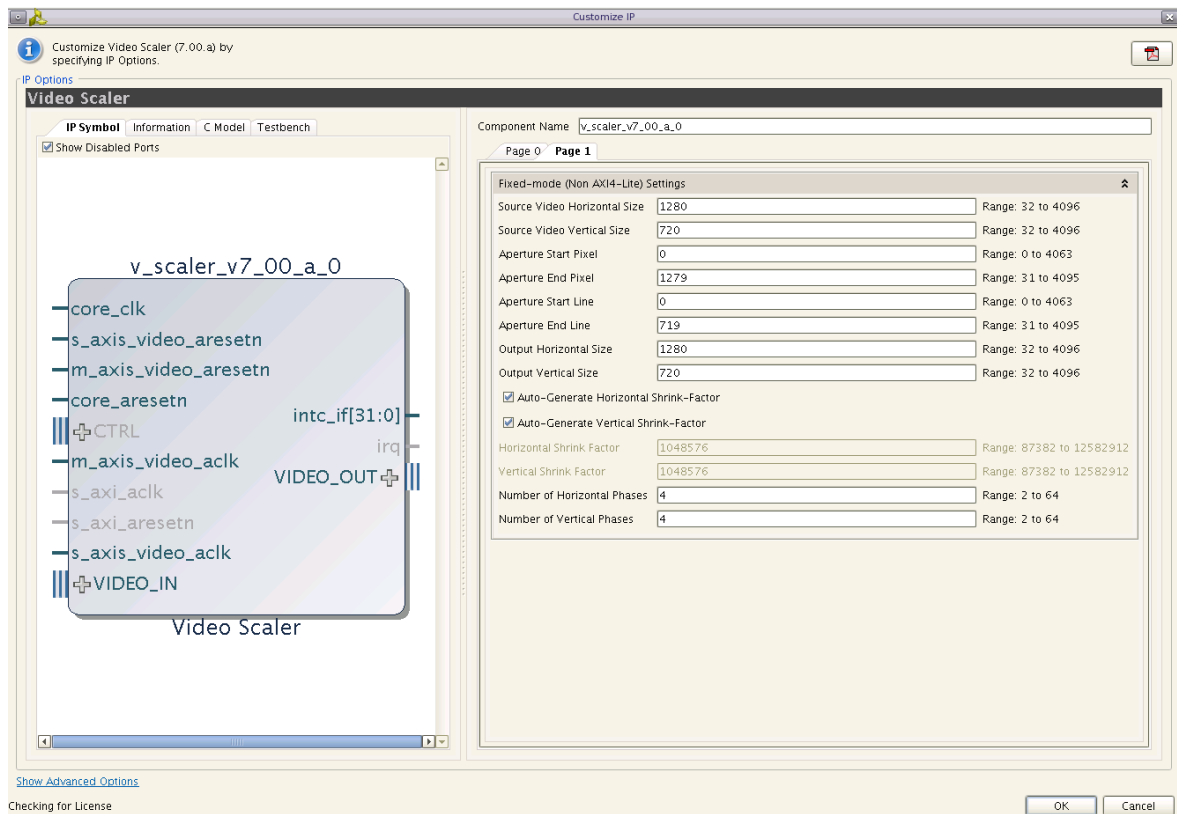 Customize IP
Customize Video Scaler (7.00.a) by
specifying IP Options.
IP Options
Video Scaler
IP Symbol Information C Model Testbench
Show Disabled Ports
v_scaler_v7_00_a_0
core_clk
s_axis_video_aresetn
m_axis_video_aresetn
core_aresetn
intc_if[31:0]
CTRL
irq
m_axis_video_aclk
VIDEO_OUT
s_axi_aclk
s_axi_aresetn
s_axis_video_aclk
VIDEO_IN
Video Scaler
Component Name v_scaler_v7_00_a_0
Page 0 Page 1
Fixed-mode (Non AXI4-Lite) Settings
Source Video Horizontal Size 1280 Range: 32 to 4096
Source Video Vertical Size 720 Range: 32 to 4096
Aperture Start Pixel 0 Range: 0 to 4063
Aperture End Pixel 1279 Range: 31 to 4095
Aperture Start Line 0 Range: 0 to 4063
Aperture End Line 719 Range: 31 to 4095
Output Horizontal Size 1280 Range: 32 to 4096
Output Vertical Size 720 Range: 32 to 4096
Auto-Generate Horizontal Shrink-Factor
Auto-Generate Vertical Shrink-Factor
Horizontal Shrink Factor 1048576 Range: 87382 to 12582912
Vertical Shrink Factor 1048576 Range: 87382 to 12582912
Number of Horizontal Phases 4 Range: 2 to 64
Number of Vertical Phases 4 Range: 2 to 64
Show Advanced Options
Checking for License
OK Cancel